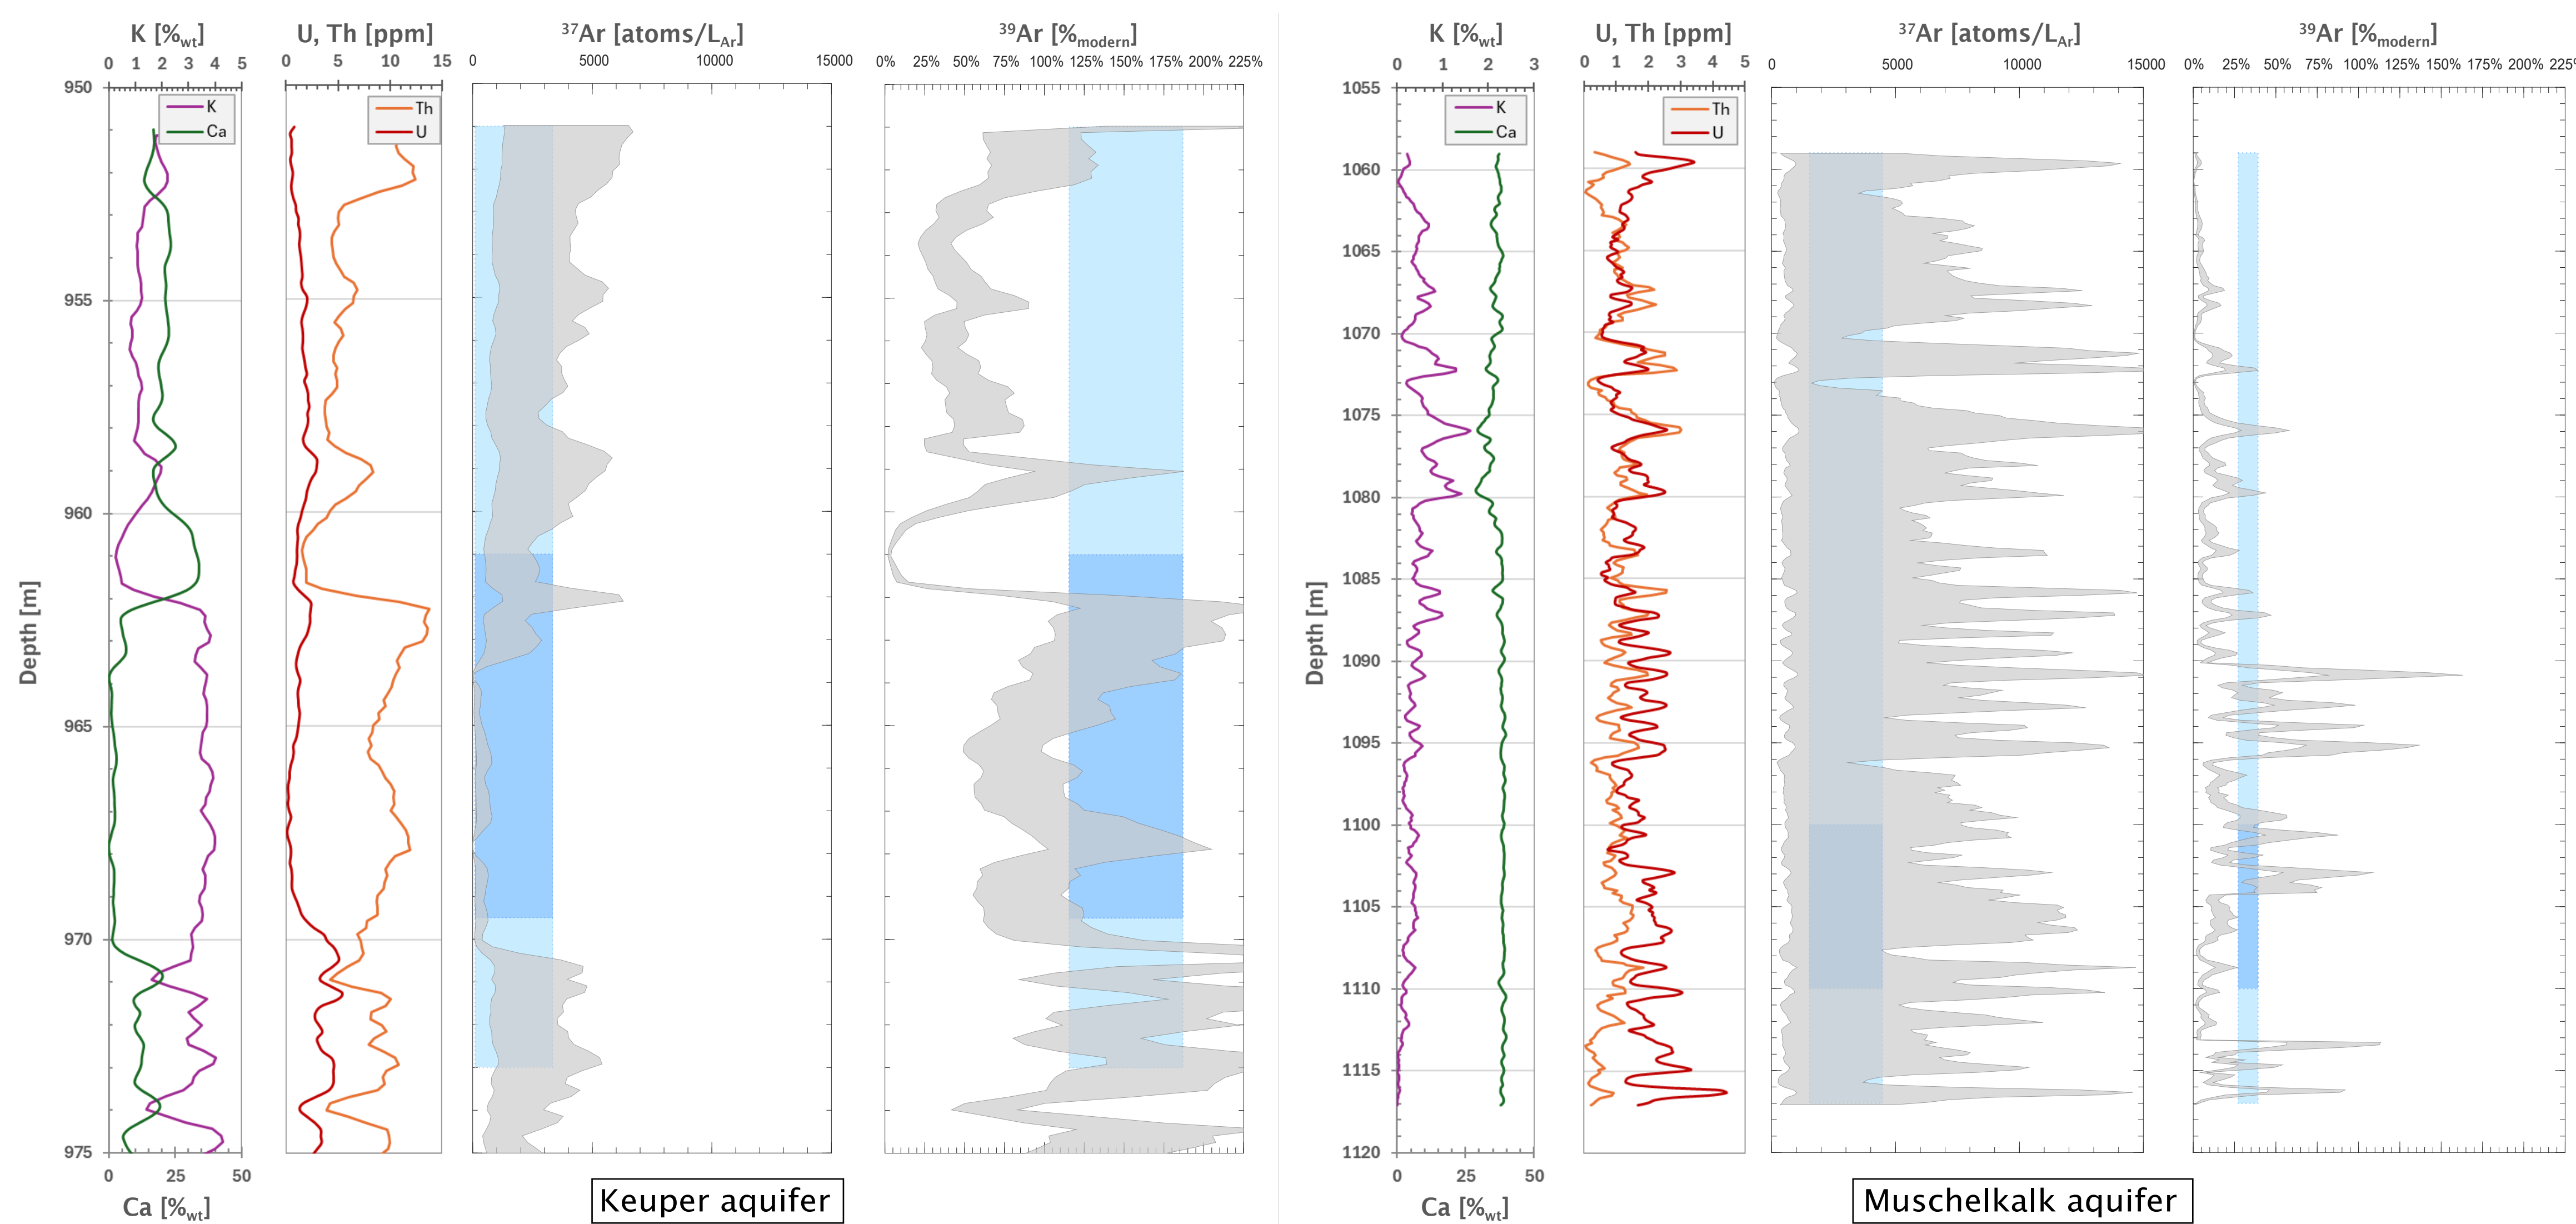 K [%wt]
0 1 2 3 4 5
U, Th [ppm]
0 5 10 15
37Ar [atoms/LAr]
0 5000 10000 15000
39Ar [%modern]
0% 25% 50% 75% 100% 125% 150% 175% 200% 225%
K
Ca
Th
U
Depth [m]
950
955
960
965
970
975
0 25 50
Ca [%wt]
Keuper aquifer
K [%wt]
0 1 2 3
U, Th [ppm]
0 1 2 3 4 5
37Ar [atoms/LAr]
0 5000 10000 15000
39Ar [%modern]
0% 25% 50% 75% 100% 125% 150% 175% 200% 225%
K
Ca
Th
U
Depth [m]
1055
1060
1065
1070
1075
1080
1085
1090
1095
1100
1105
1110
1115
1120
0 25 50
Ca [%wt]
Muschelkalk aquifer